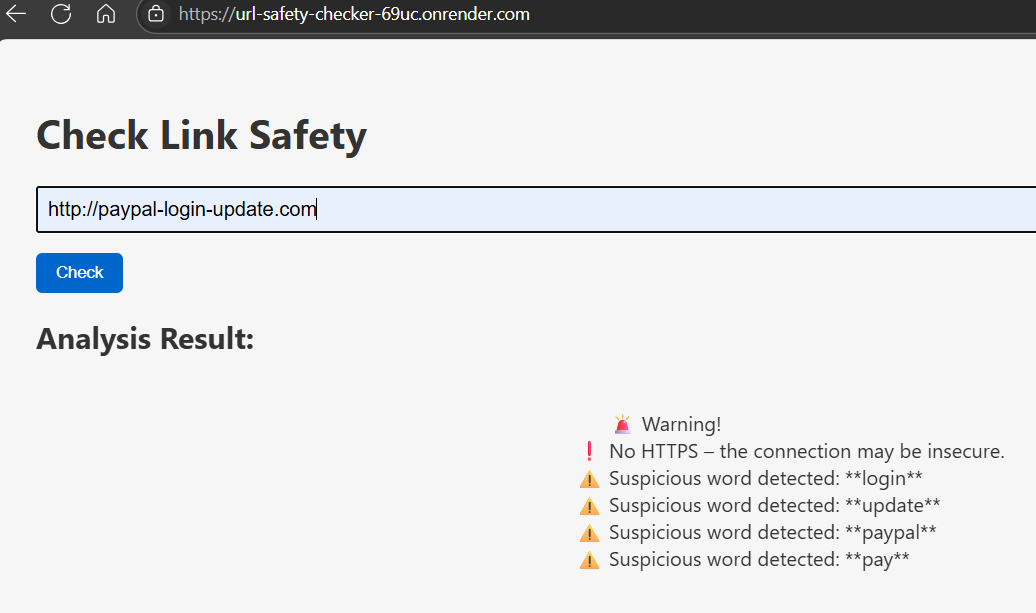 https://url-safety-checker-69uc.onrender.com
Check Link Safety
http://paypal-login-update.com
Check
Analysis Result:
🚨 Warning!
❗ No HTTPS – the connection may be insecure.
⚠️ Suspicious word detected: **login**
⚠️ Suspicious word detected: **update**
⚠️ Suspicious word detected: **paypal**
⚠️ Suspicious word detected: **pay**